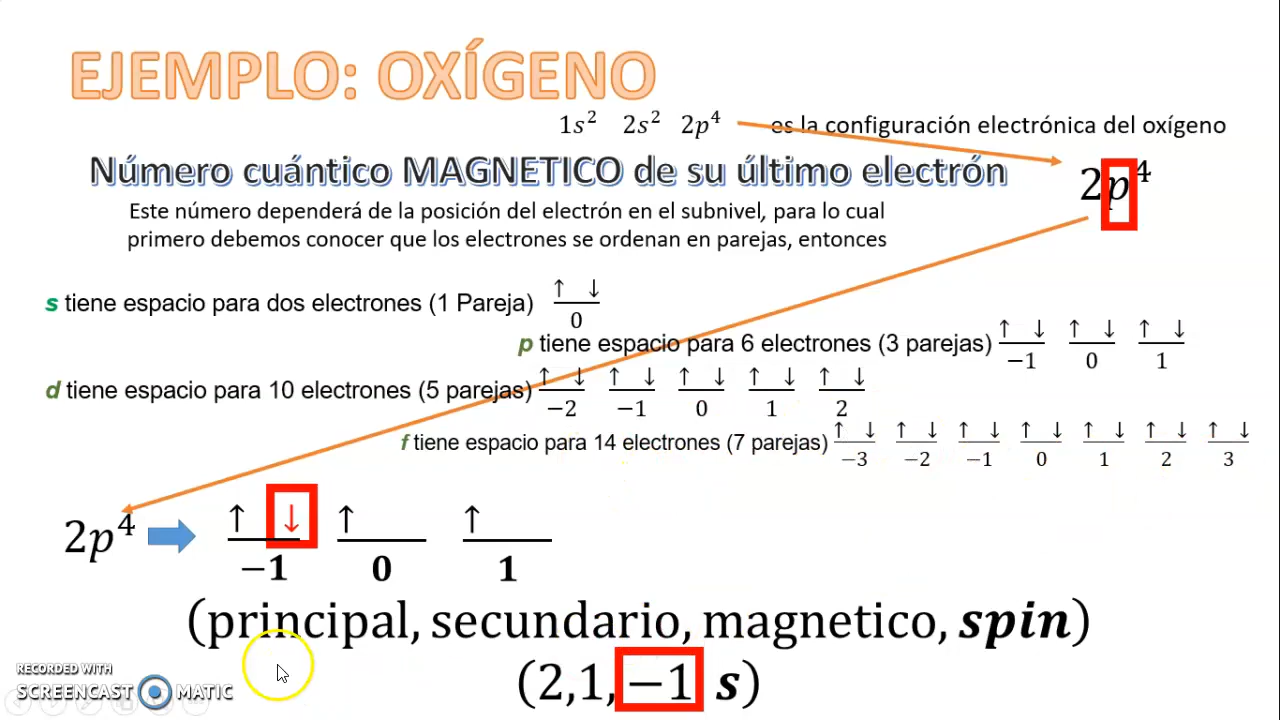 EJEMPLO: OXÍGENO
1s² 2s² 2p⁴ es la configuración electrónica del oxígeno
Número cuántico MAGNETICO de su último electrón
2p⁴
Este número dependerá de la posición del electrón en el subnivel, para lo cual
primero debemos conocer que los electrones se ordenan en parejas, entonces
s tiene espacio para dos electrones (1 Pareja) ↑ ↓
0
p tiene espacio para 6 electrones (3 parejas) ↑ ↓ ↑ ↓ ↑ ↓
−1 0 1
d tiene espacio para 10 electrones (5 parejas) ↑ ↓ ↑ ↓ ↑ ↓ ↑ ↓ ↑ ↓
−2 −1 0 1 2
f tiene espacio para 14 electrones (7 parejas) ↑ ↓ ↑ ↓ ↑ ↓ ↑ ↓ ↑ ↓ ↑ ↓ ↑ ↓
−3 −2 −1 0 1 2 3
2p⁴ ↑ ↓ ↑ ↑
−1 0 1
(principal, secundario, magnetico, spin)
(2,1, −1 s)
RECORDED WITH
SCREENCAST MATIC